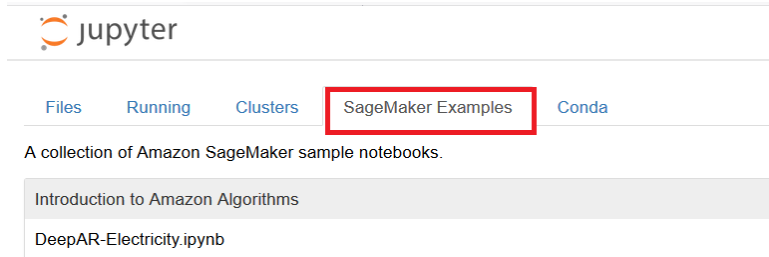 jupyter
Files Running Clusters SageMaker Examples Conda
A collection of Amazon SageMaker sample notebooks.
Introduction to Amazon Algorithms
DeepAR-Electricity.ipynb